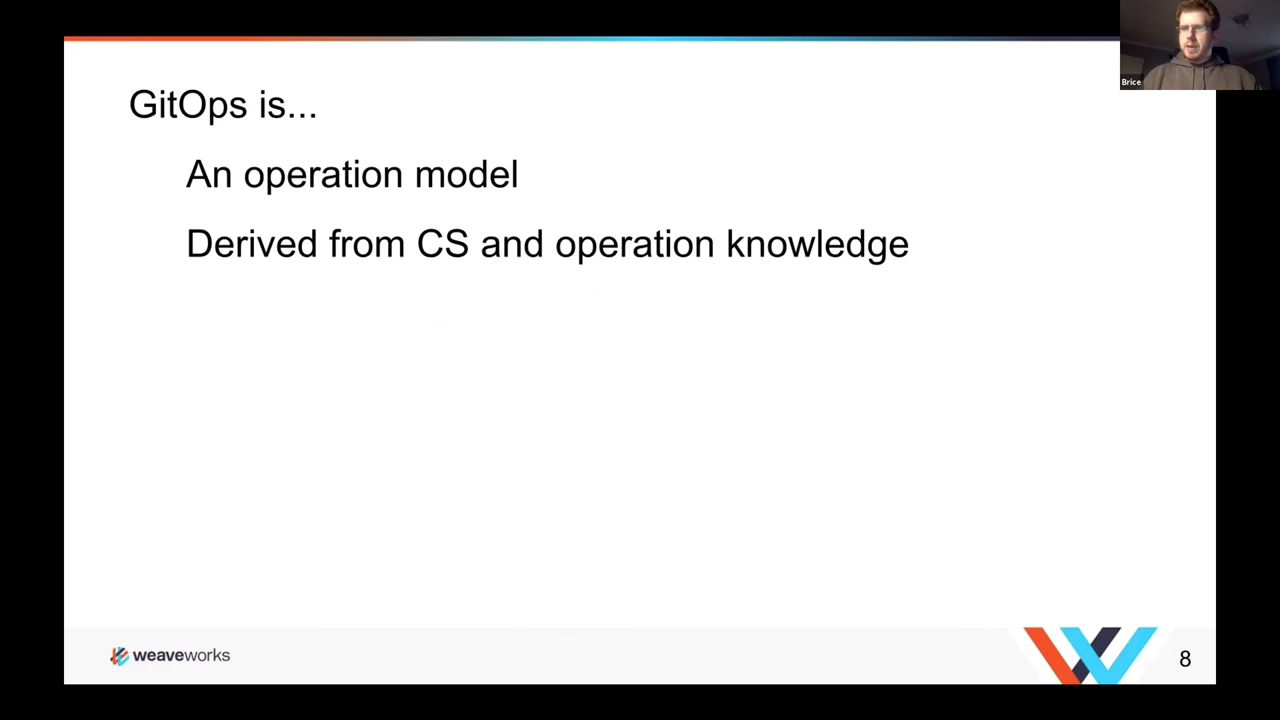 Brice
GitOps is...
An operation model
Derived from CS and operation knowledge
weaveworks
8